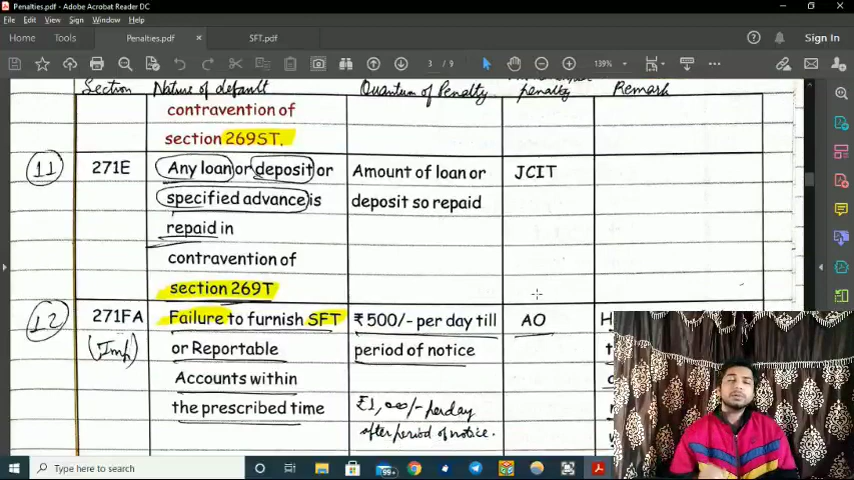 Penalties.pdf - Adobe Acrobat Reader DC
File Edit View Sign Window Help
Home Tools Penalties.pdf × SFT.pdf Sign In
3 / 9 139%
Section Nature of default Quantum of Penalty penalty Remark
contravention of
section 269ST.
11 271E Any loan or deposit or Amount of loan or JCIT
specified advance is deposit so repaid
repaid in
contravention of
section 269T
12 271FA Failure to furnish SFT ₹500/- per day till AO H
(Imp) or Reportable period of notice
Accounts within
the prescribed time ₹1,000/- per day
after period of notice.
Type here to search
99+